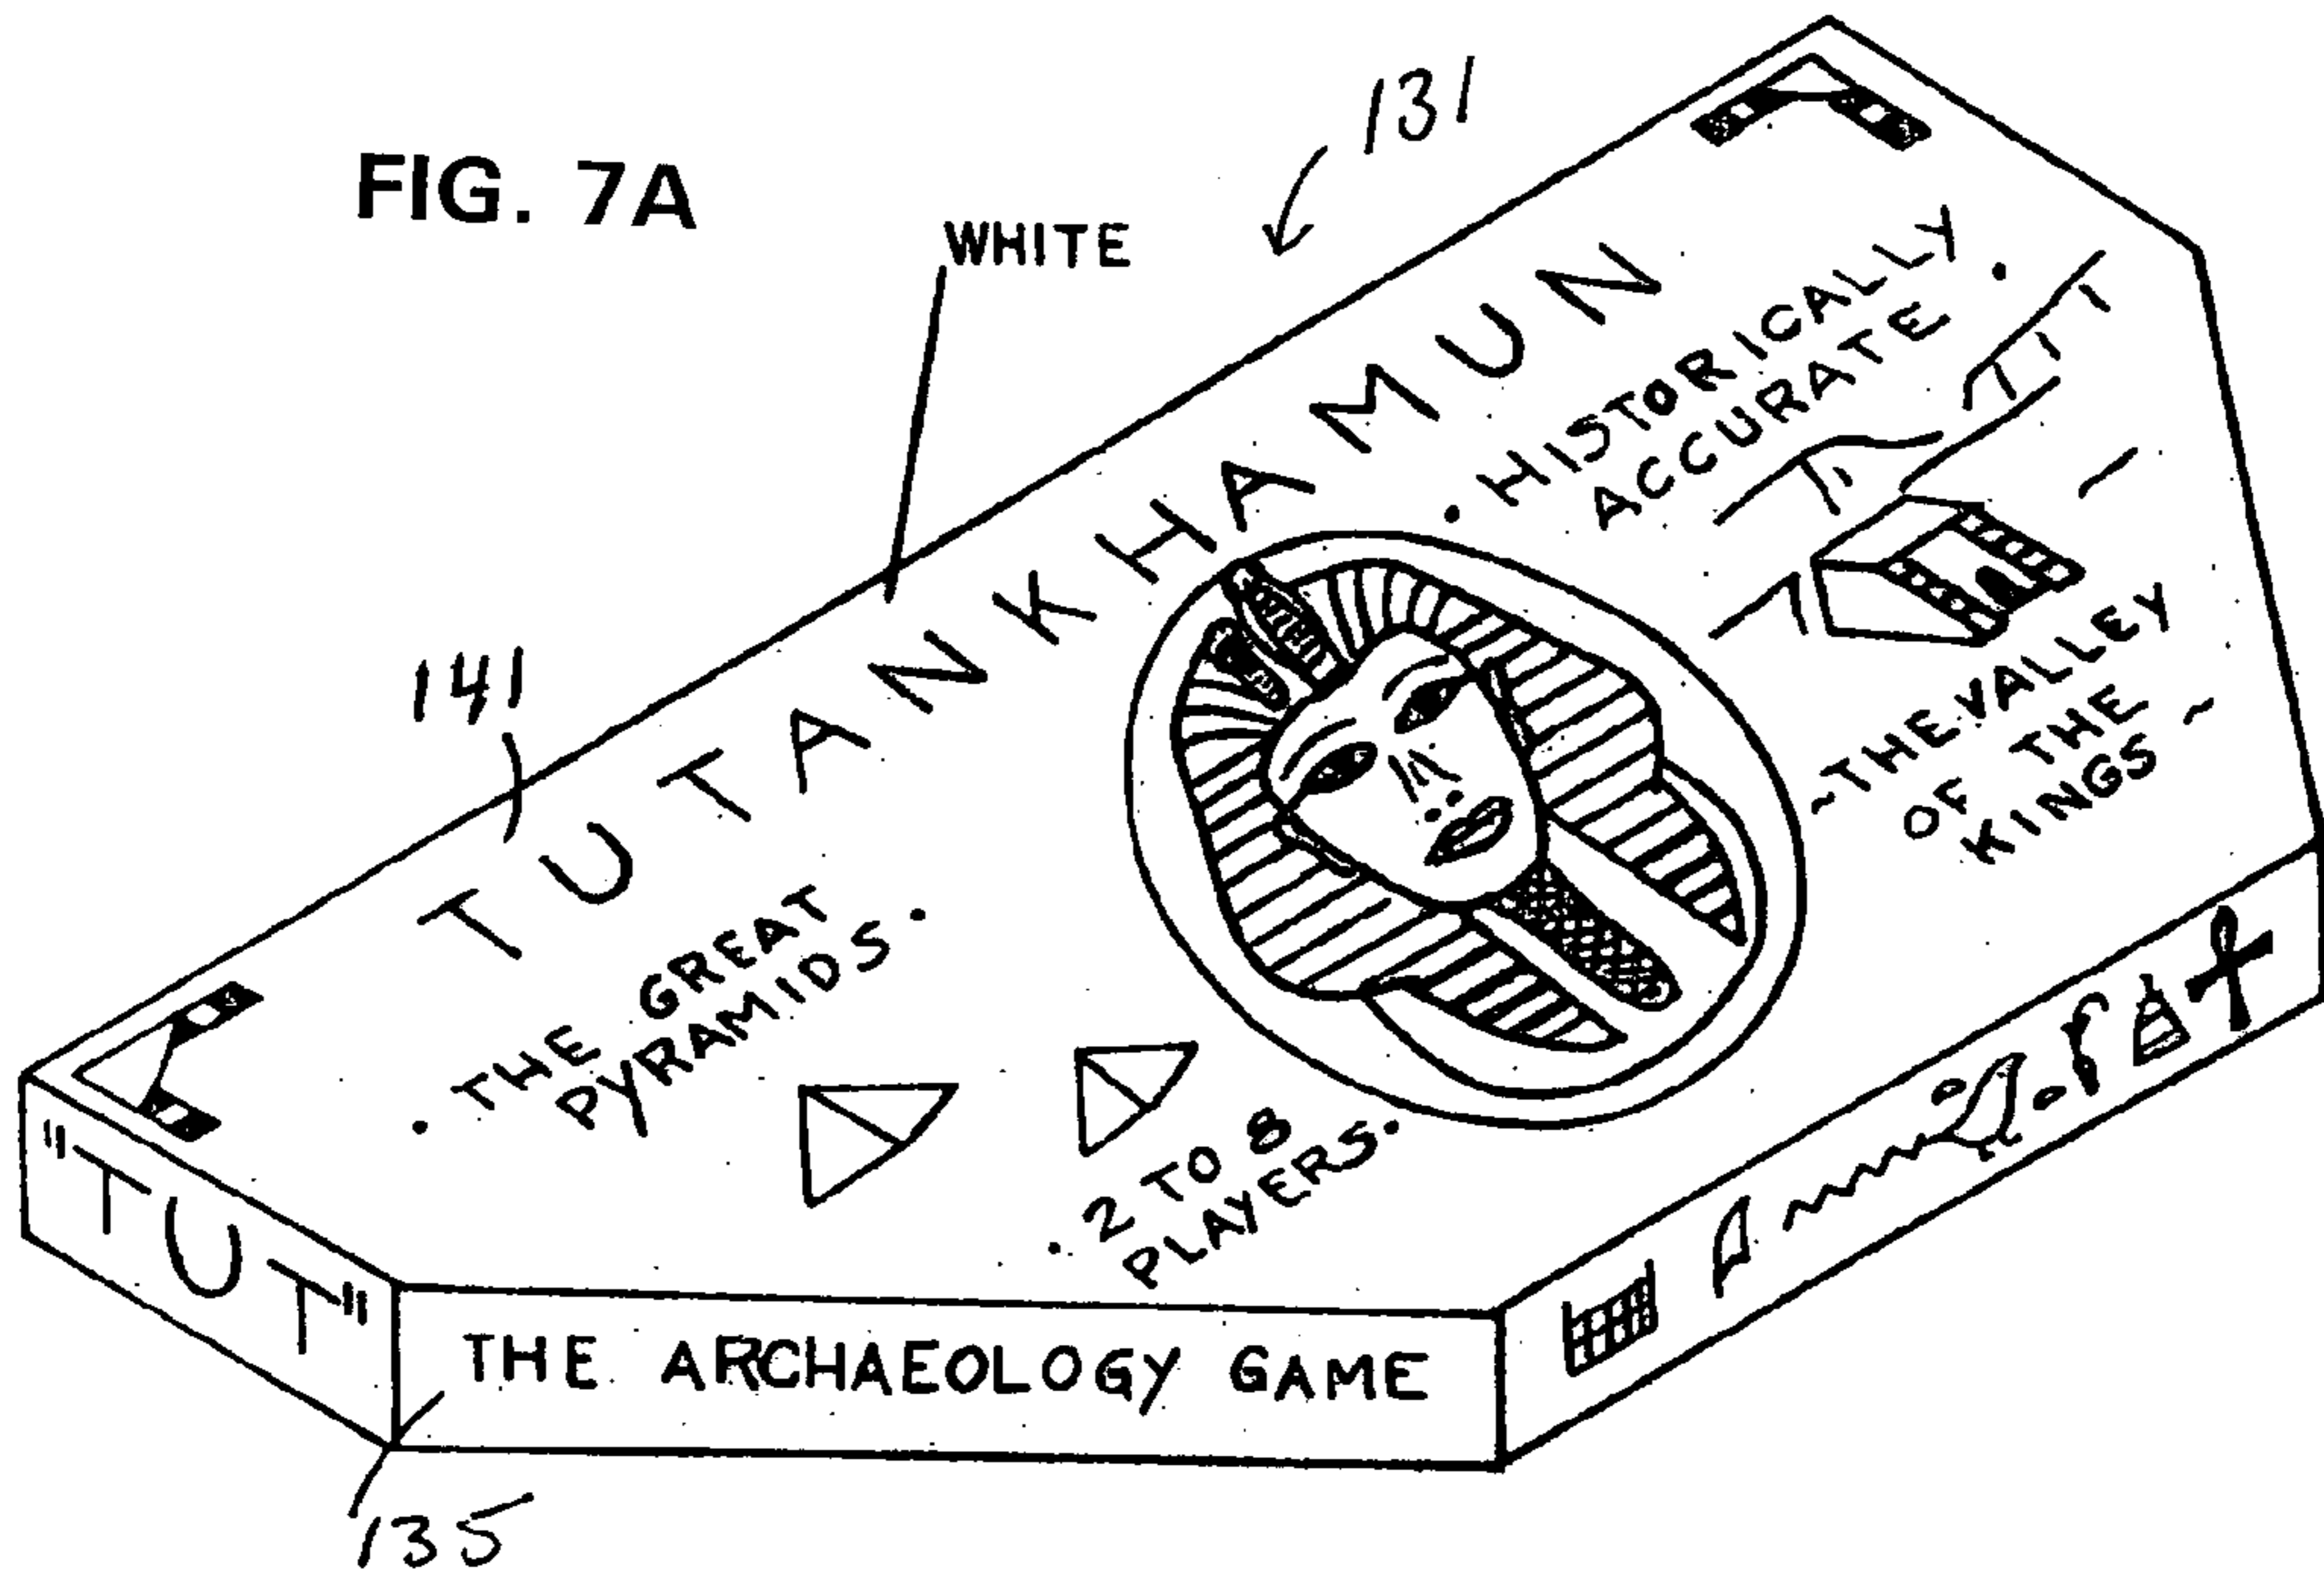 FIG. 7A
131
WHITE
141
TUTANKHAMUN
. HISTORICALLY .
ACCURATE
- THE VALLEY
OF THE
KINGS -
. THE GREAT
PYRAMIDS .
. 2 TO 8
PLAYERS .
"TUT"
THE ARCHAEOLOGY GAME
135